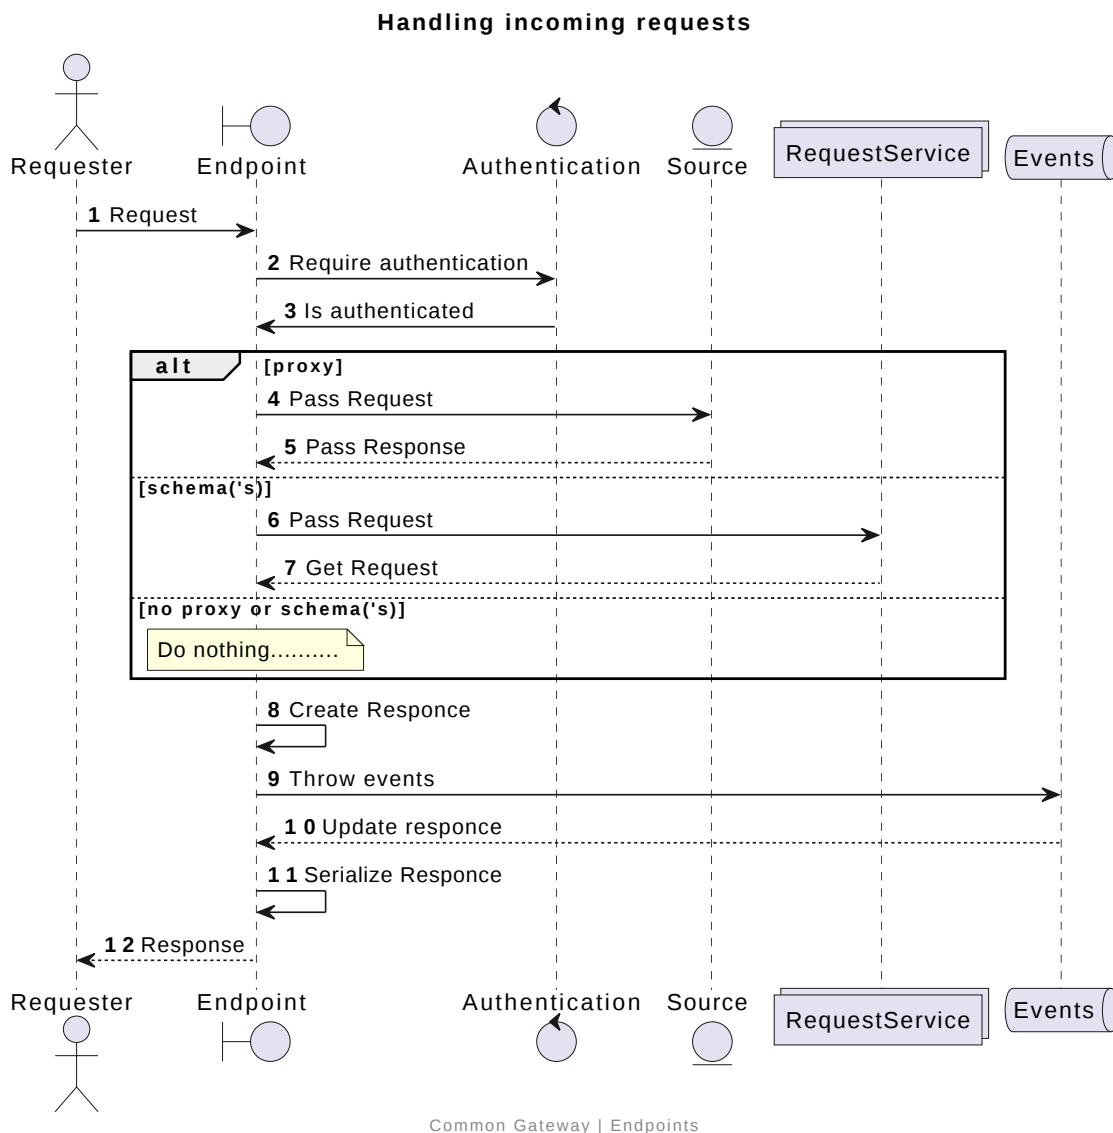 Handling incoming requests
Requester Endpoint Authentication Source RequestService Events
1 Request
2 Require authentication
3 Is authenticated
alt [proxy]
4 Pass Request
5 Pass Response
[schema('s)]
6 Pass Request
7 Get Request
[no proxy or schema('s)]
Do nothing..........
8 Create Responce
9 Throw events
10 Update responce
11 Serialize Responce
12 Response
Requester Endpoint Authentication Source RequestService Events
Common Gateway | Endpoints